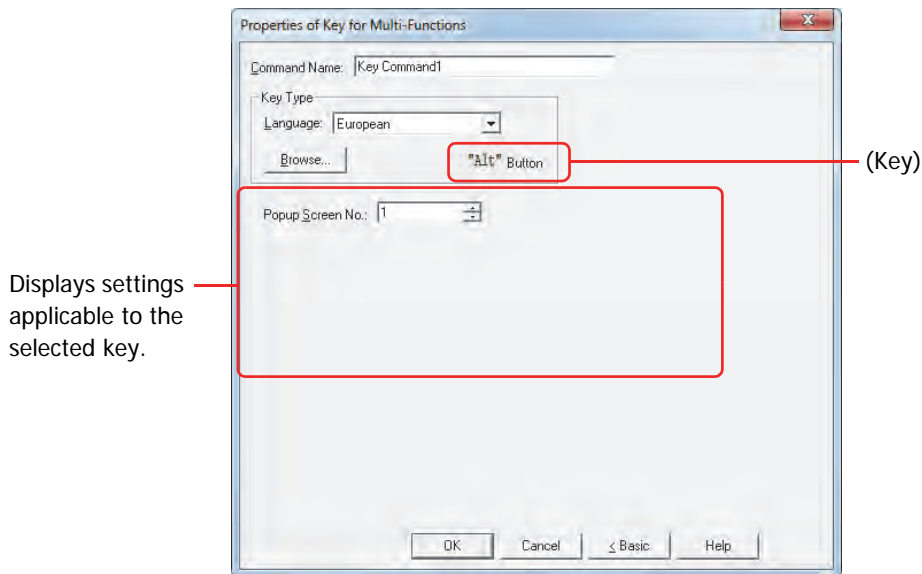 Properties of Key for Multi-Functions
X
Command Name: Key Command1
Key Type
Language: European
Browse... "Alt" Button
(Key)
Popup Screen No.: 1
Displays settings
applicable to the
selected key.
OK Cancel < Basic Help